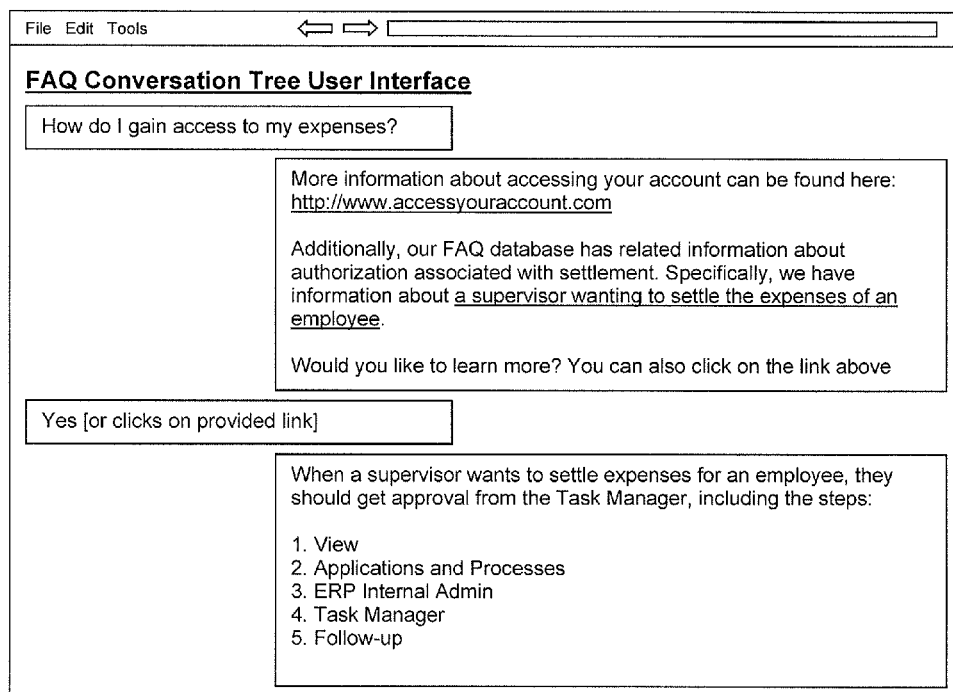 File Edit Tools
FAQ Conversation Tree User Interface
How do I gain access to my expenses?
More information about accessing your account can be found here:
http://www.accessyouraccount.com
Additionally, our FAQ database has related information about
authorization associated with settlement. Specifically, we have
information about a supervisor wanting to settle the expenses of an
employee.
Would you like to learn more? You can also click on the link above
Yes [or clicks on provided link]
When a supervisor wants to settle expenses for an employee, they
should get approval from the Task Manager, including the steps:
1. View
2. Applications and Processes
3. ERP Internal Admin
4. Task Manager
5. Follow-up